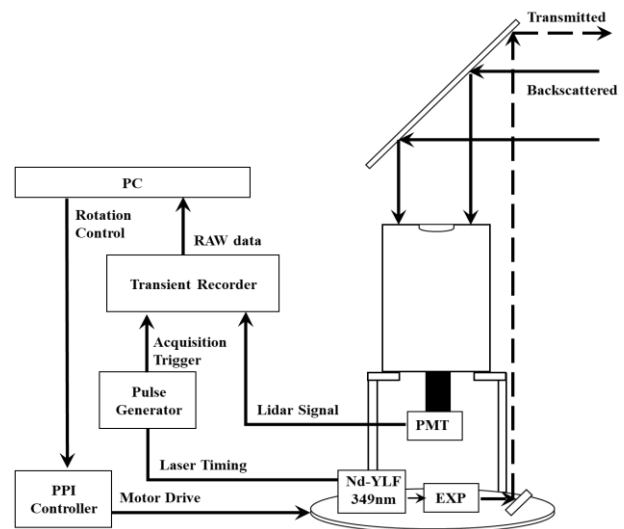 Transmitted
Backscattered
PC
Rotation
Control
RAW data
Transient Recorder
Acquisition
Trigger
Pulse
Generator
Lidar Signal
PMT
Laser Timing
Nd-YLF
349nm
EXP
PPI
Controller
Motor Drive